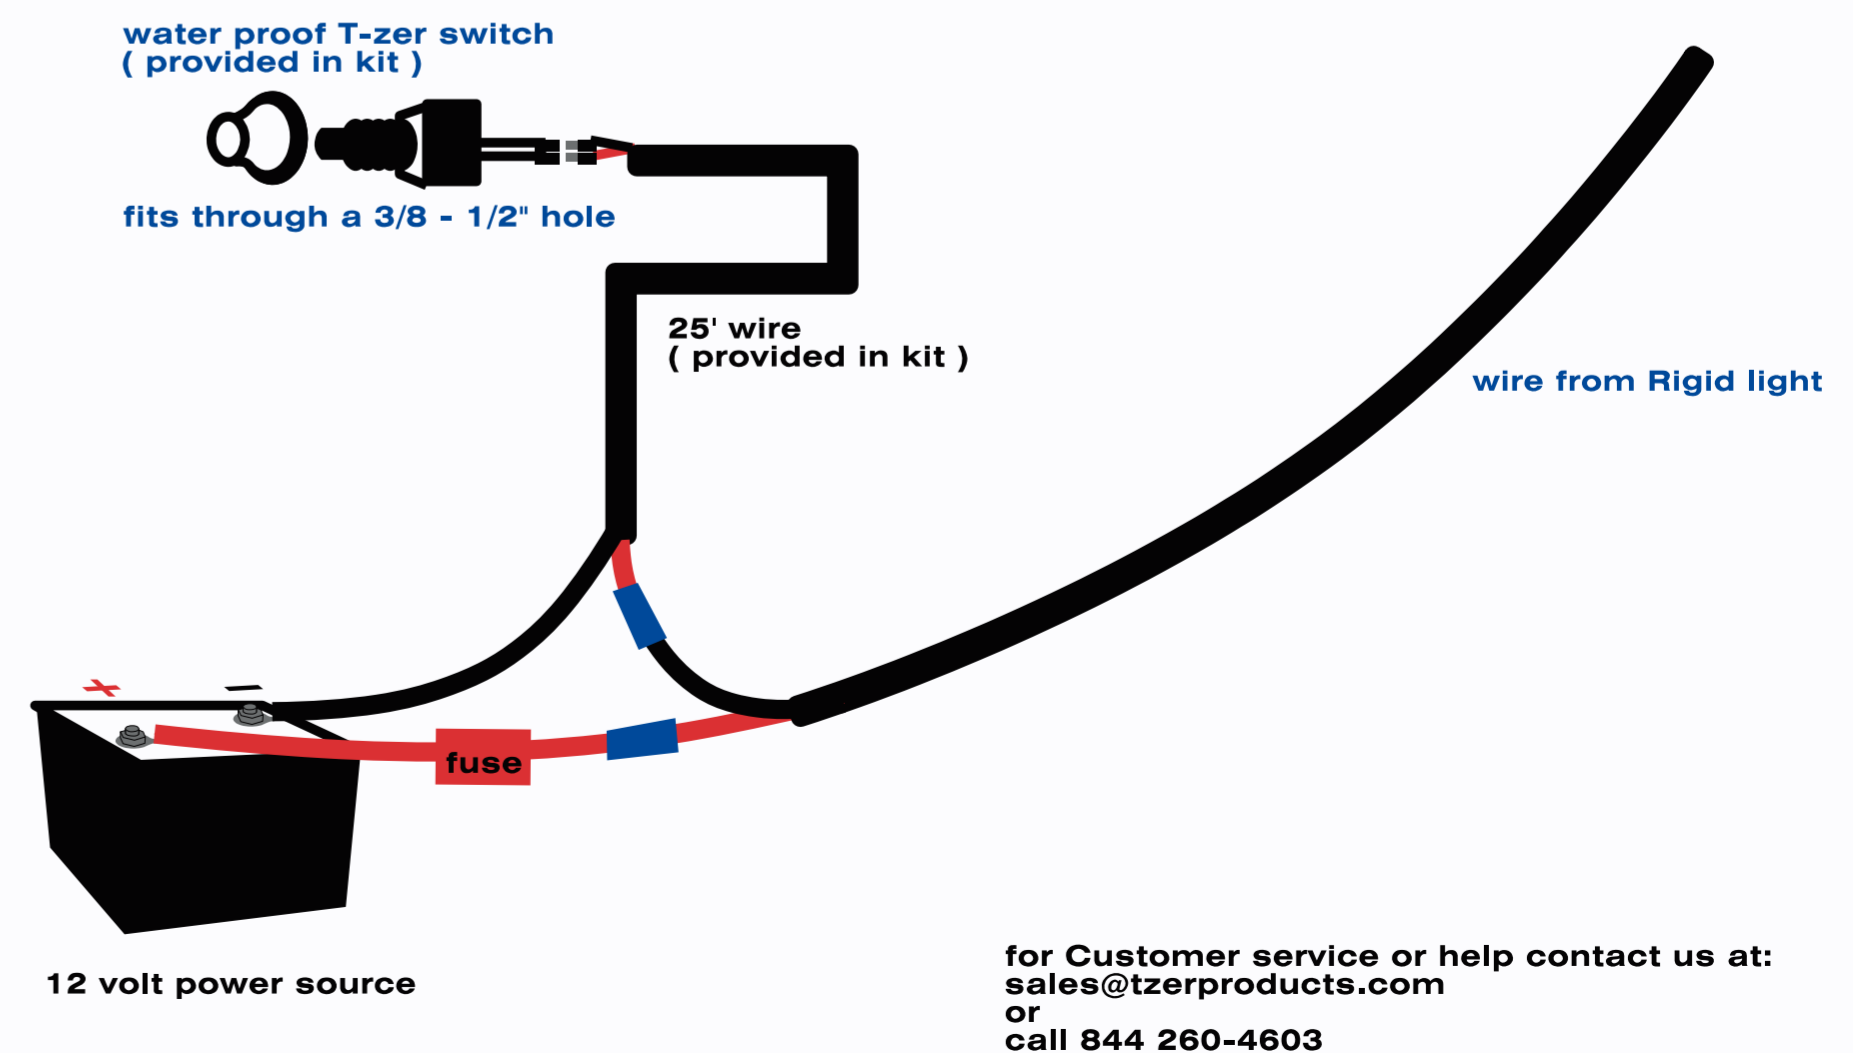 water proof T-zer switch
( provided in kit )
fits through a 3/8 - 1/2" hole
25' wire
( provided in kit )
wire from Rigid light
+ −
fuse
12 volt power source
for Customer service or help contact us at:
sales@tzerproducts.com
or
call 844 260-4603